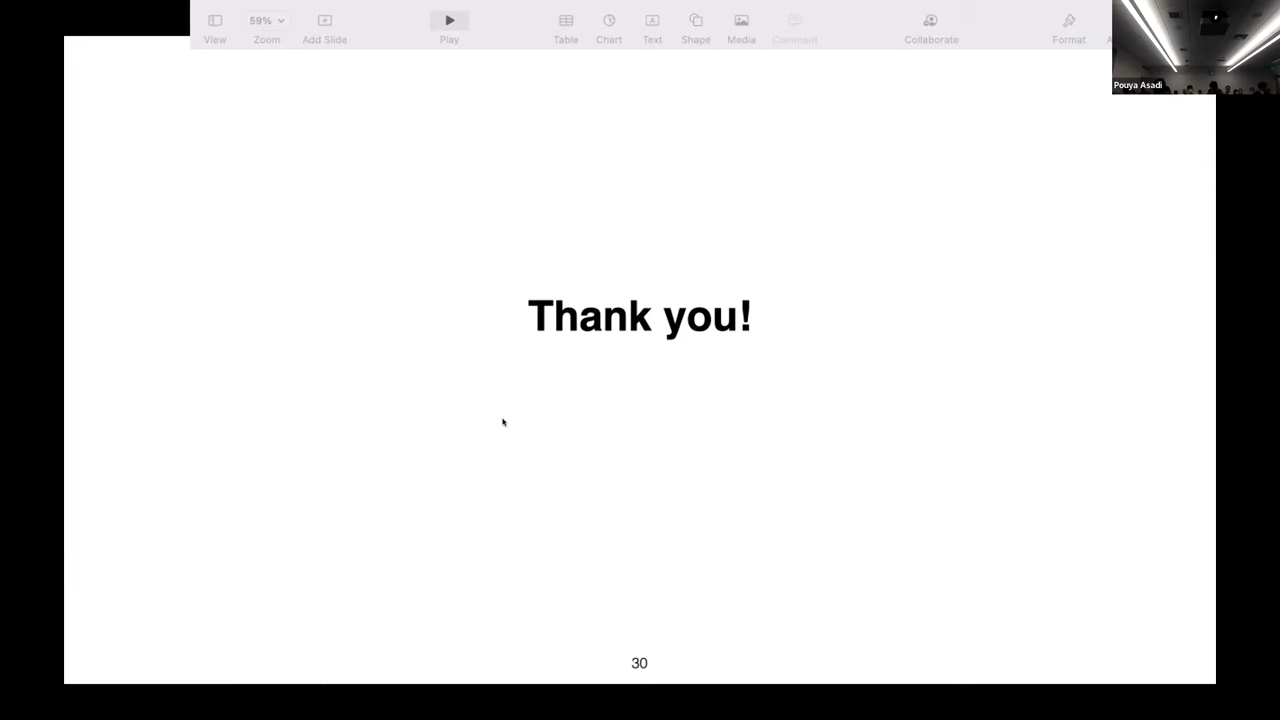 59%
View
Zoom
Add Slide
Play
Table
Chart
Text
Shape
Media
Comment
Collaborate
Format
Pouya Asadi
Thank you!
30